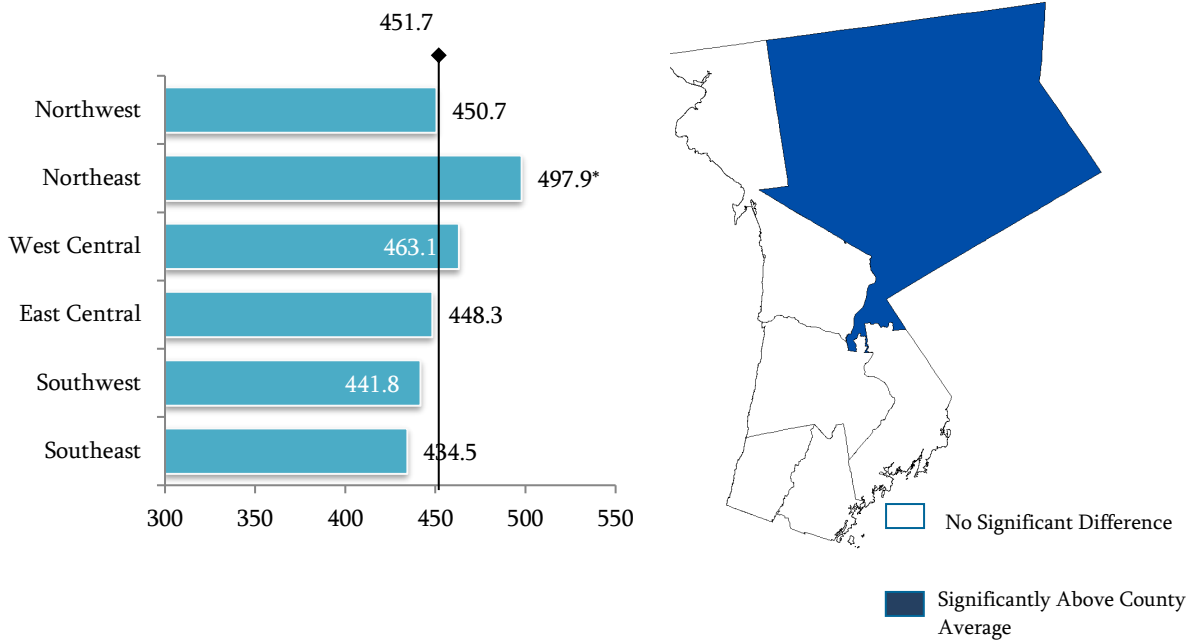 451.7
Northwest 450.7
Northeast 497.9*
West Central 463.1
East Central 448.3
Southwest 441.8
Southeast 434.5
300 350 400 450 500 550
No Significant Difference
Significantly Above County
Average